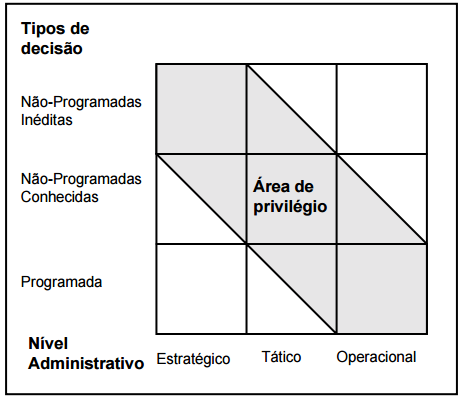 Tipos de
decisão
Não-Programadas
Inéditas
Não-Programadas
Conhecidas
Área de
privilégio
Programada
Nível
Administrativo
Estratégico
Tático
Operacional